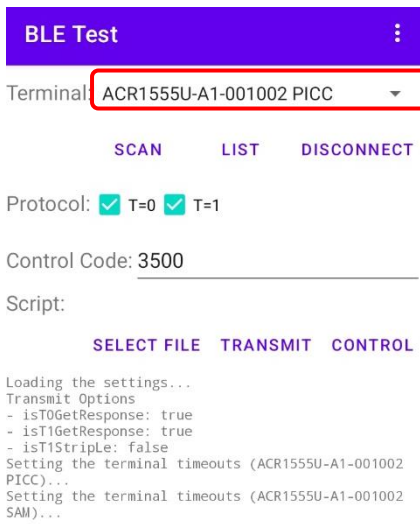 BLE Test
Terminal: ACR1555U-A1-001002 PICC
SCAN LIST DISCONNECT
Protocol: T=0 T=1
Control Code: 3500
Script:
SELECT FILE TRANSMIT CONTROL
Loading the settings...
Transmit Options
- isT0GetResponse: true
- isT1GetResponse: true
- isT1StripLe: false
Setting the terminal timeouts (ACR1555U-A1-001002
PICC)...
Setting the terminal timeouts (ACR1555U-A1-001002
SAM)...